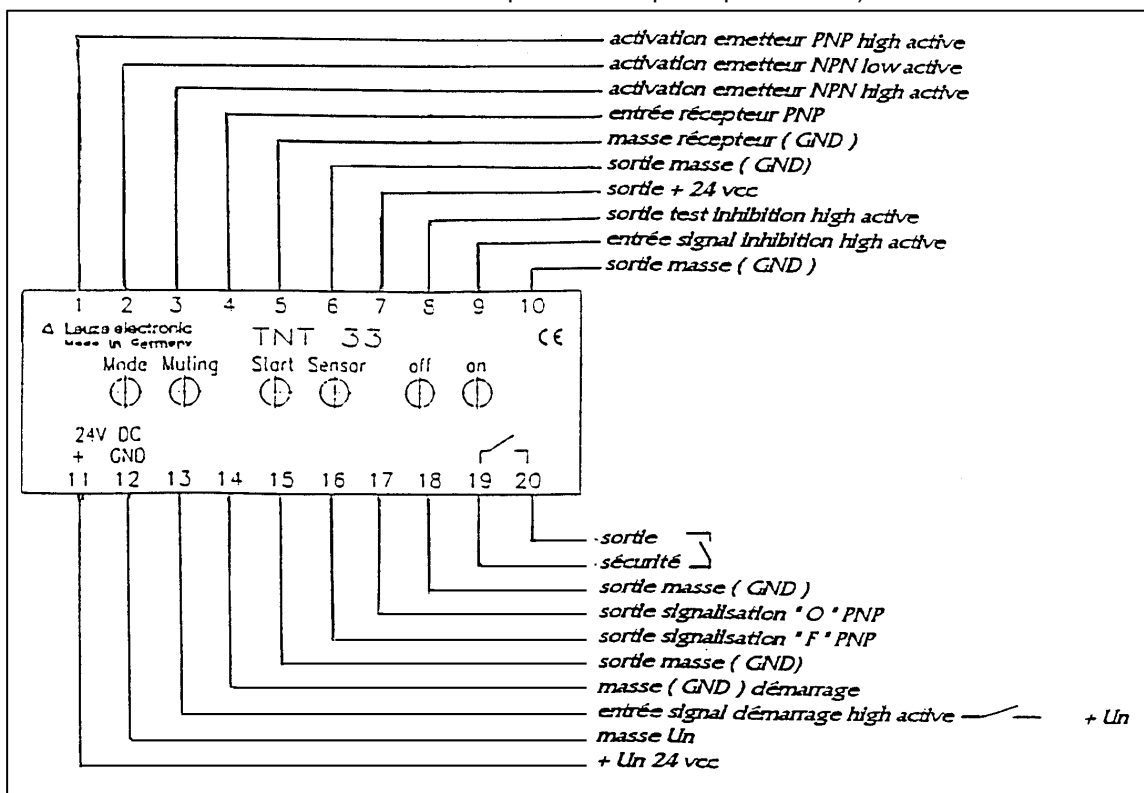 activation emetteur PNP high active
activation emetteur NPN low active
activation emetteur NPN high active
entrée récepteur PNP
masse récepteur ( GND )
sortie masse ( GND)
sortie + 24 vcc
sortie test inhibition high active
entrée signal inhibition high active
sortie masse ( GND )
1 2 3 4 5 6 7 8 9 10
Leuze electronic
Made in Germany
TNT 33
CE
Mode Muting Start Sensor off on
24V DC
+ GND
11 12 13 14 15 16 17 18 19 20
sortie
sécurité
sortie masse ( GND )
sortie signalisation " O " PNP
sortie signalisation " F " PNP
sortie masse ( GND)
masse ( GND ) démarrage
entrée signal démarrage high active + Un
masse Un
+ Un 24 vcc